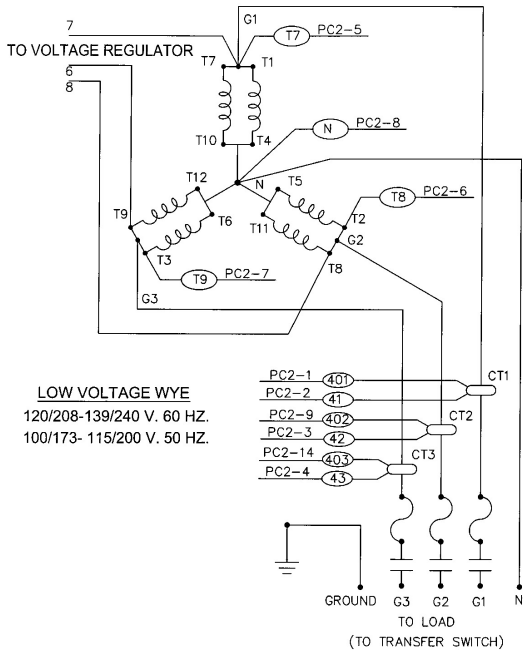 G1
7
T7 PC2-5
TO VOLTAGE REGULATOR
T7 T1
6
8
T10 T4
N PC2-8
T12 N T5
T9 T6 T11 T2
T8 PC2-6
G2
T3 T8
T9 PC2-7
G3
PC2-1 401 CT1
PC2-2 41
LOW VOLTAGE WYE
120/208-139/240 V. 60 HZ.
100/173- 115/200 V. 50 HZ.
PC2-9 402 CT2
PC2-3 42
PC2-14 403 CT3
PC2-4 43
GROUND G3 G2 G1 N
TO LOAD
(TO TRANSFER SWITCH)